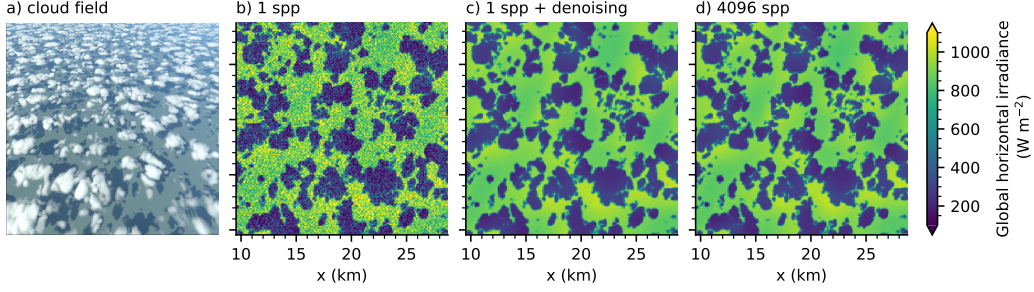 a) cloud field
b) 1 spp
c) 1 spp + denoising
d) 4096 spp
10 15 20 25
x (km)
10 15 20 25
x (km)
10 15 20 25
x (km)
1000
800
600
400
200
Global horizontal irradiance
(W m⁻²)